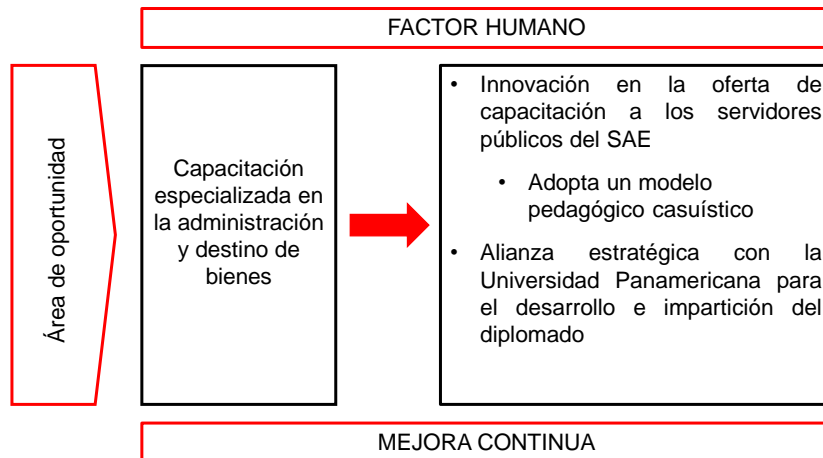 FACTOR HUMANO
Área de oportunidad
Capacitación
especializada en
la administración
y destino de
bienes
• Innovación en la oferta de
capacitación a los servidores
públicos del SAE
• Adopta un modelo
pedagógico casuístico
• Alianza estratégica con la
Universidad Panamericana para
el desarrollo e impartición del
diplomado
MEJORA CONTINUA